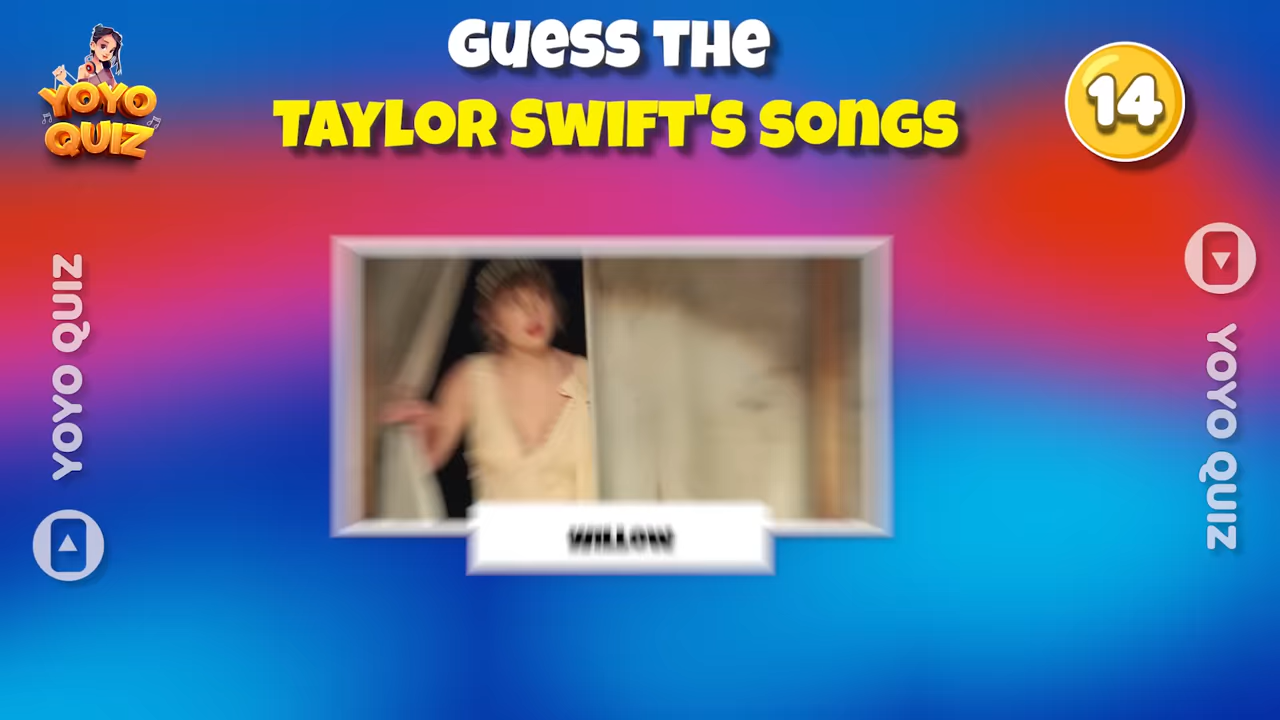 GUESS THE
TAYLOR SWIFT'S SONGS
YOYO
QUIZ
14
YOYO QUIZ
YOYO QUIZ
WILLOW